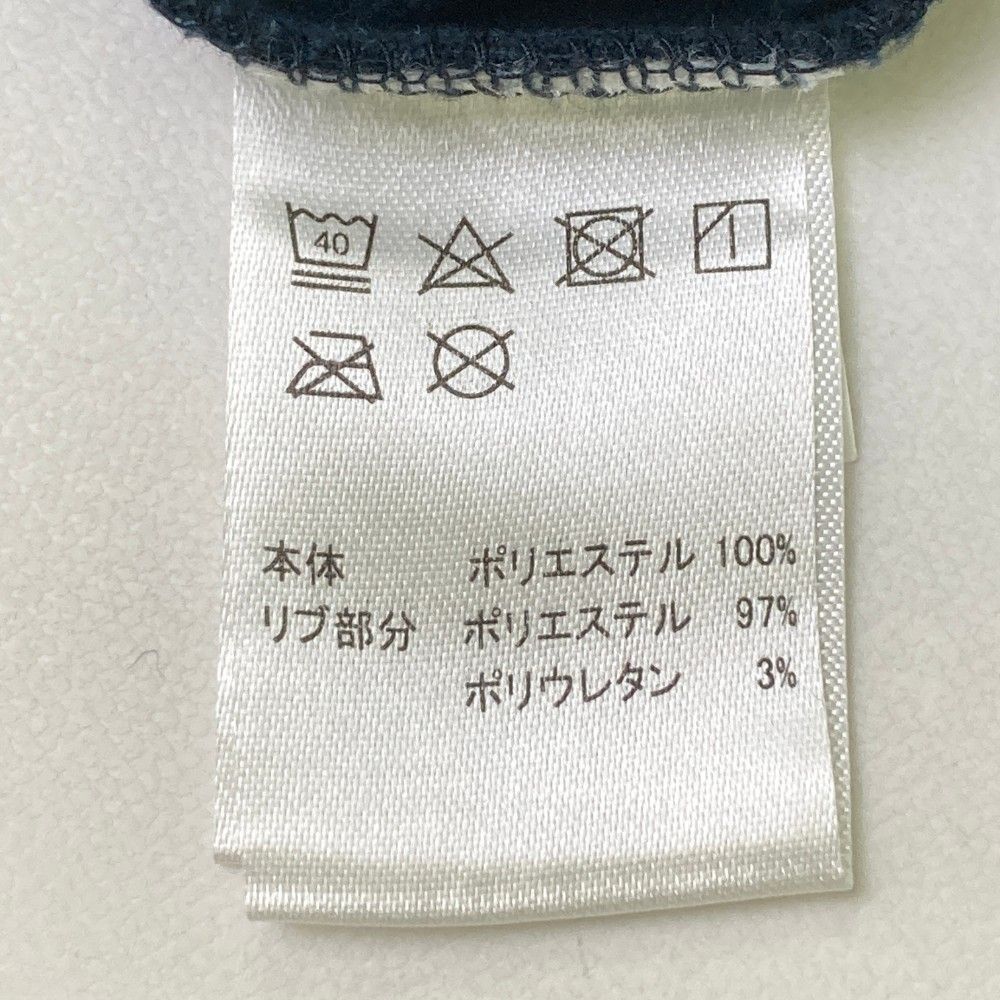 40
本体 ポリエステル 100%
リブ部分 ポリエステル 97%
ポリウレタン 3%